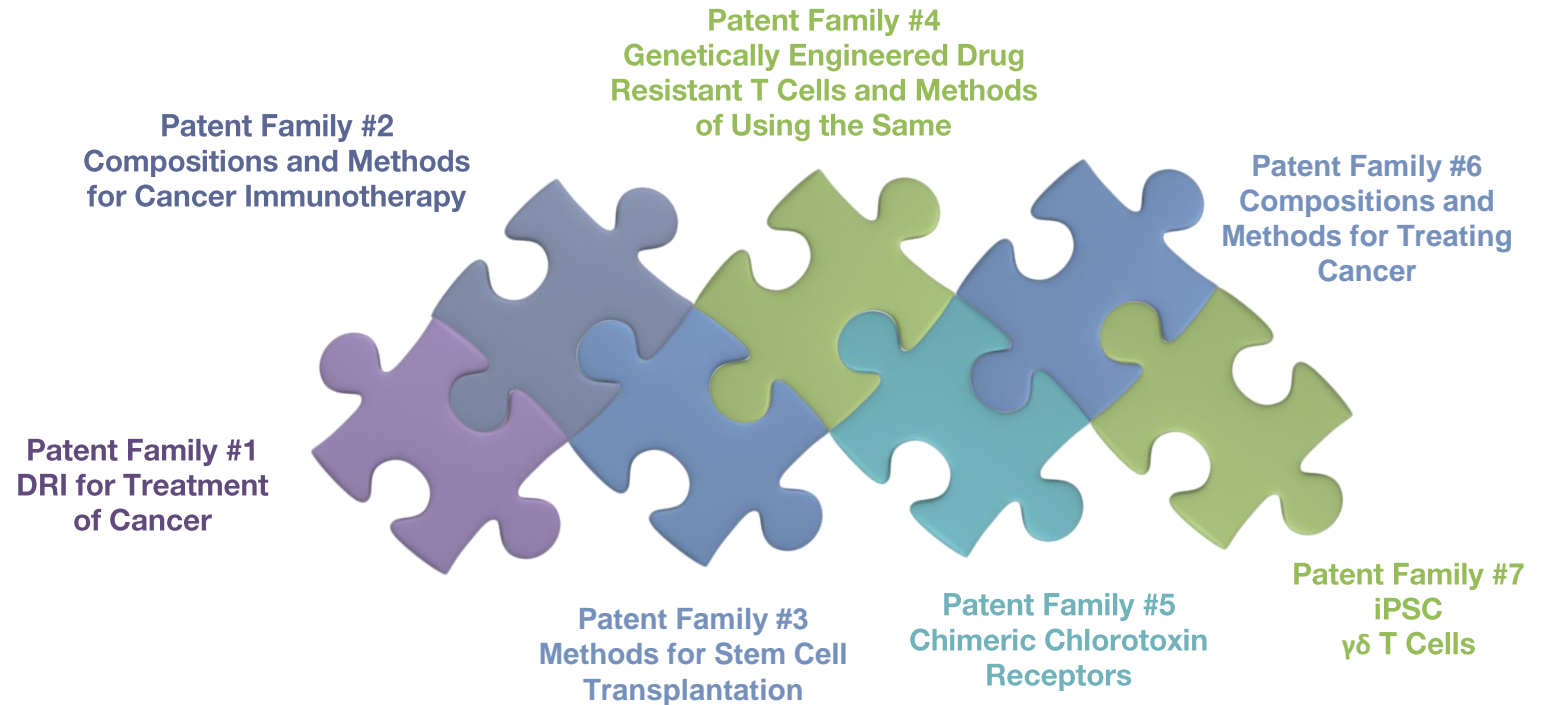 Patent Family #1
DRI for Treatment
of Cancer
Patent Family #2
Compositions and Methods
for Cancer Immunotherapy
Patent Family #3
Methods for Stem Cell
Transplantation
Patent Family #4
Genetically Engineered Drug
Resistant T Cells and Methods
of Using the Same
Patent Family #5
Chimeric Chlorotoxin
Receptors
Patent Family #6
Compositions and
Methods for Treating
Cancer
Patent Family #7
iPSC
γδ T Cells